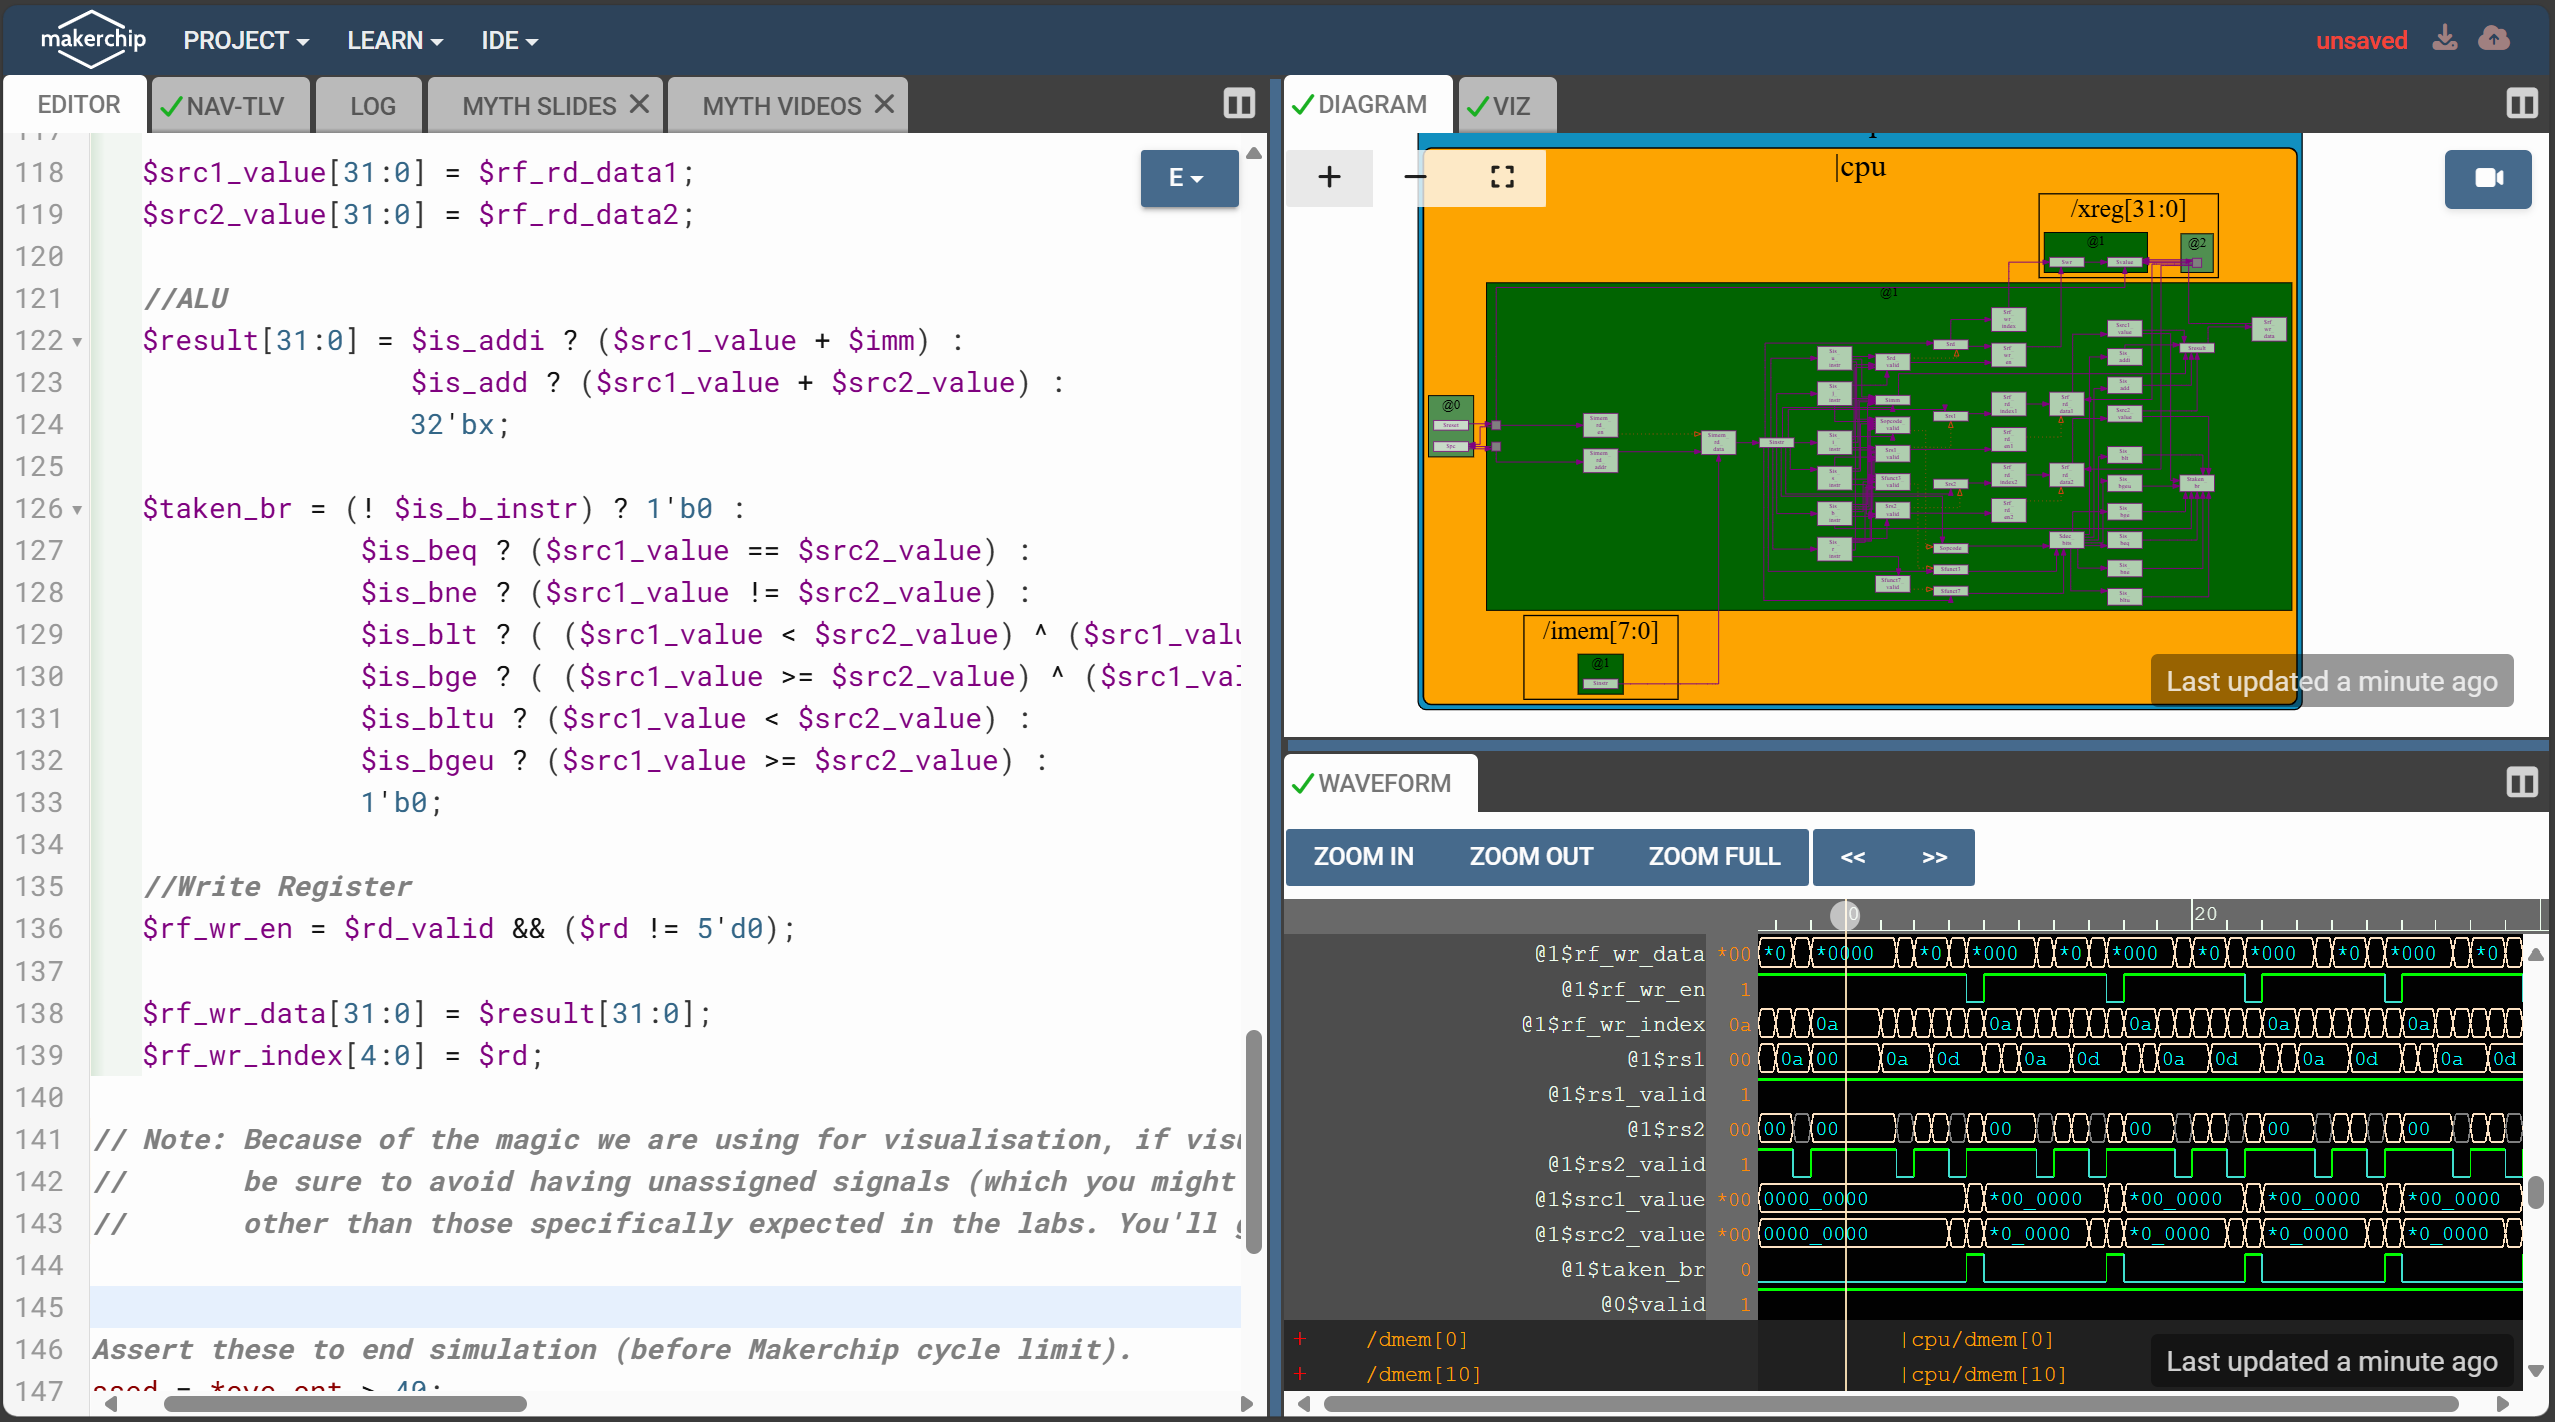 makerchip
PROJECT
LEARN
IDE
unsaved
EDITOR
NAV-TLV
LOG
MYTH SLIDES
MYTH VIDEOS
E
118 $src1_value[31:0] = $rf_rd_data1;
119 $src2_value[31:0] = $rf_rd_data2;
120
121 //ALU
122 $result[31:0] = $is_addi ? ($src1_value + $imm) :
123 $is_add ? ($src1_value + $src2_value) :
124 32'bx;
125
126 $taken_br = (! $is_b_instr) ? 1'b0 :
127 $is_beq ? ($src1_value == $src2_value) :
128 $is_bne ? ($src1_value != $src2_value) :
129 $is_blt ? ( ($src1_value < $src2_value) ^ ($src1_valu
130 $is_bge ? ( ($src1_value >= $src2_value) ^ ($src1_val
131 $is_bltu ? ($src1_value < $src2_value) :
132 $is_bgeu ? ($src1_value >= $src2_value) :
133 1'b0;
134
135 //Write Register
136 $rf_wr_en = $rd_valid && ($rd != 5'd0);
137
138 $rf_wr_data[31:0] = $result[31:0];
139 $rf_wr_index[4:0] = $rd;
140
141 // Note: Because of the magic we are using for visualisation, if visu
142 // be sure to avoid having unassigned signals (which you might
143 // other than those specifically expected in the labs. You'll g
144
145
146 Assert these to end simulation (before Makerchip cycle limit).
147 ssed = *cyc_cnt > 40;
DIAGRAM
VIZ
|cpu
/xreg[31:0]
@1
@2
@1
@0
/imem[7:0]
@1
Last updated a minute ago
WAVEFORM
ZOOM IN
ZOOM OUT
ZOOM FULL
<<
>>
0 20
@1$rf_wr_data *00 *0 *0000 *0 *000 *0 *000 *0 *000 *0 *000 *0
@1$rf_wr_en 1
@1$rf_wr_index 0a 0a 0a 0a 0a 0a
@1$rs1 00 0a 00 0a 0d 0a 0d 0a 0d 0a 0d 0a 0d
@1$rs1_valid 1
@1$rs2 00 00 00 00 00 00 00
@1$rs2_valid 1
@1$src1_value *00 0000_0000 *00_0000 *00_0000 *00_0000 *00_0000
@1$src2_value *00 0000_0000 *0_0000 *0_0000 *0_0000 *0_0000
@1$taken_br 0
@0$valid 1
+ /dmem[0] |cpu/dmem[0]
+ /dmem[10] |cpu/dmem[10]
Last updated a minute ago